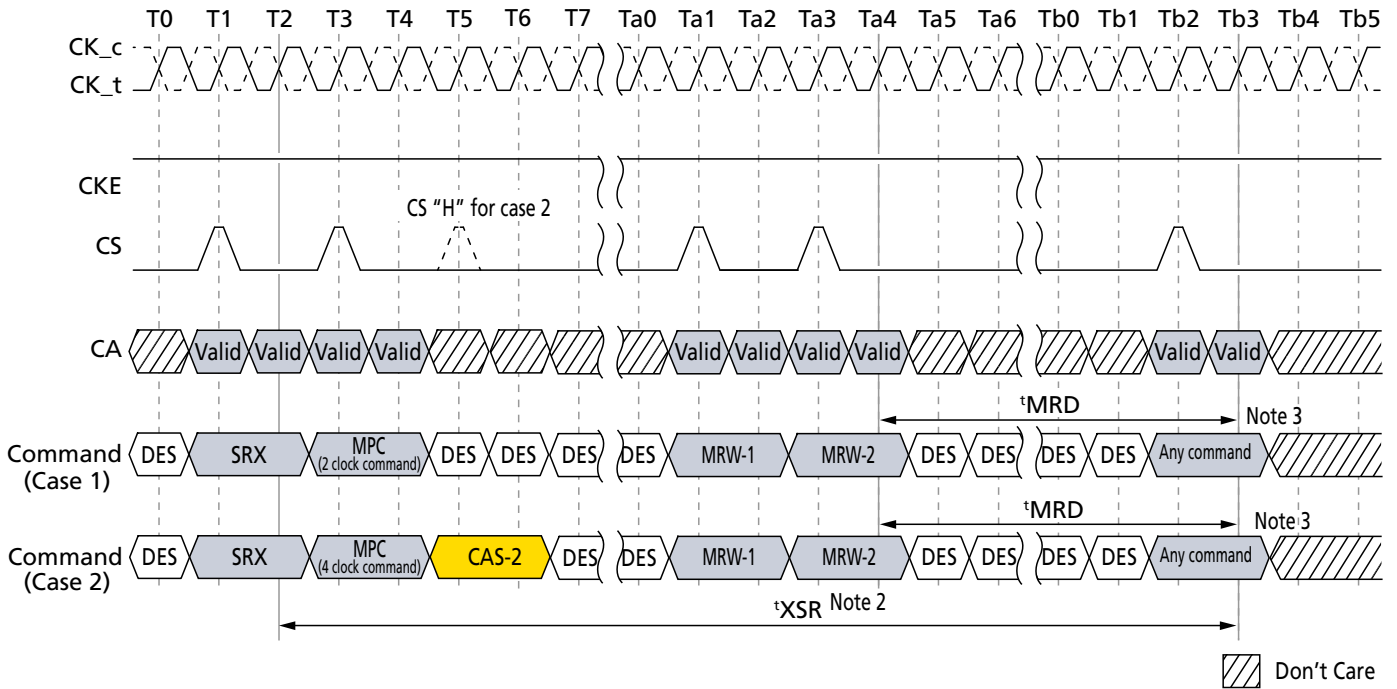 T0 T1 T2 T3 T4 T5 T6 T7 Ta0 Ta1 Ta2 Ta3 Ta4 Ta5 Ta6 Tb0 Tb1 Tb2 Tb3 Tb4 Tb5
CK_c
CK_t
CKE
CS "H" for case 2
CS
CA Valid Valid Valid Valid Valid Valid Valid Valid Valid Valid
tMRD Note 3
Command (Case 1) DES SRX MPC (2 clock command) DES DES DES DES MRW-1 MRW-2 DES DES DES DES Any command
tMRD Note 3
Command (Case 2) DES SRX MPC (4 clock command) CAS-2 DES DES MRW-1 MRW-2 DES DES DES DES Any command
tXSR Note 2
Don't Care